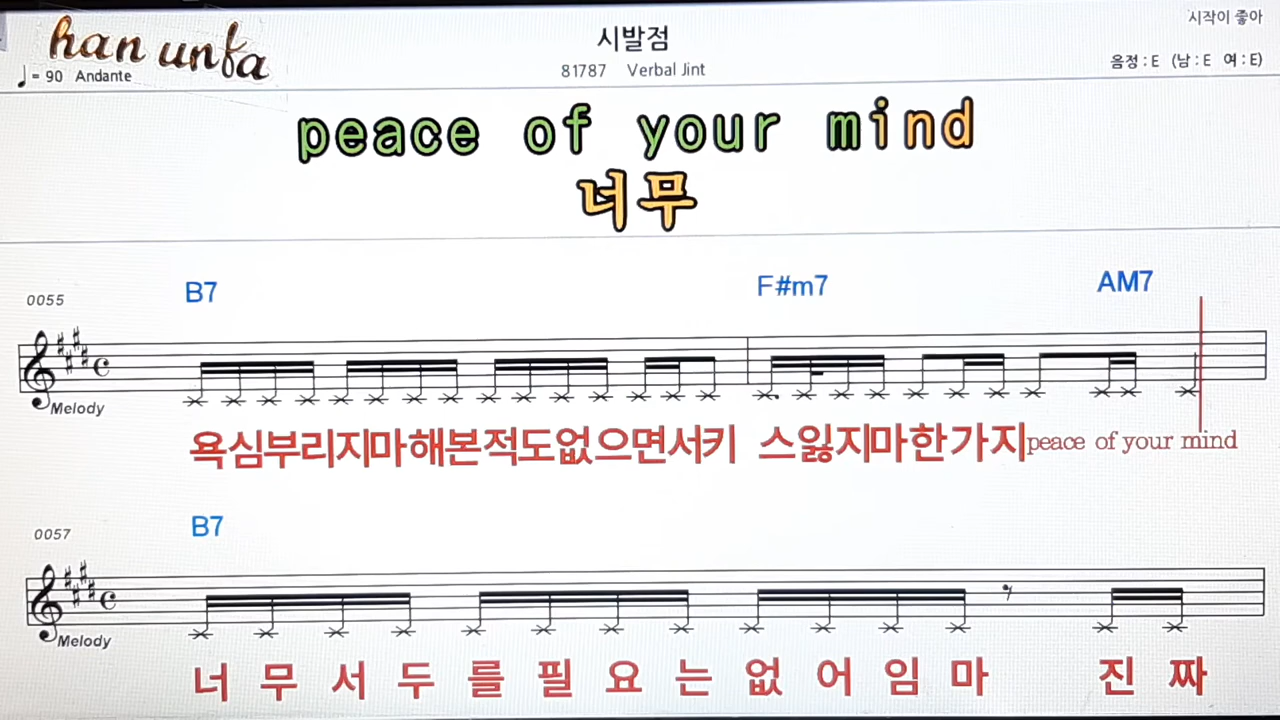 han unfa
시발점
시작이 좋아
♩= 90 Andante
81787 Verbal Jint
음정 : E (남 : E 여 : E)
peace of your mind
너무
0055
B7 F#m7 AM7
Melody
욕심부리지마해본적도없으면서키 스잃지마한가지peace of your mind
0057
B7
Melody
너무서두를필요는없어임마 진짜